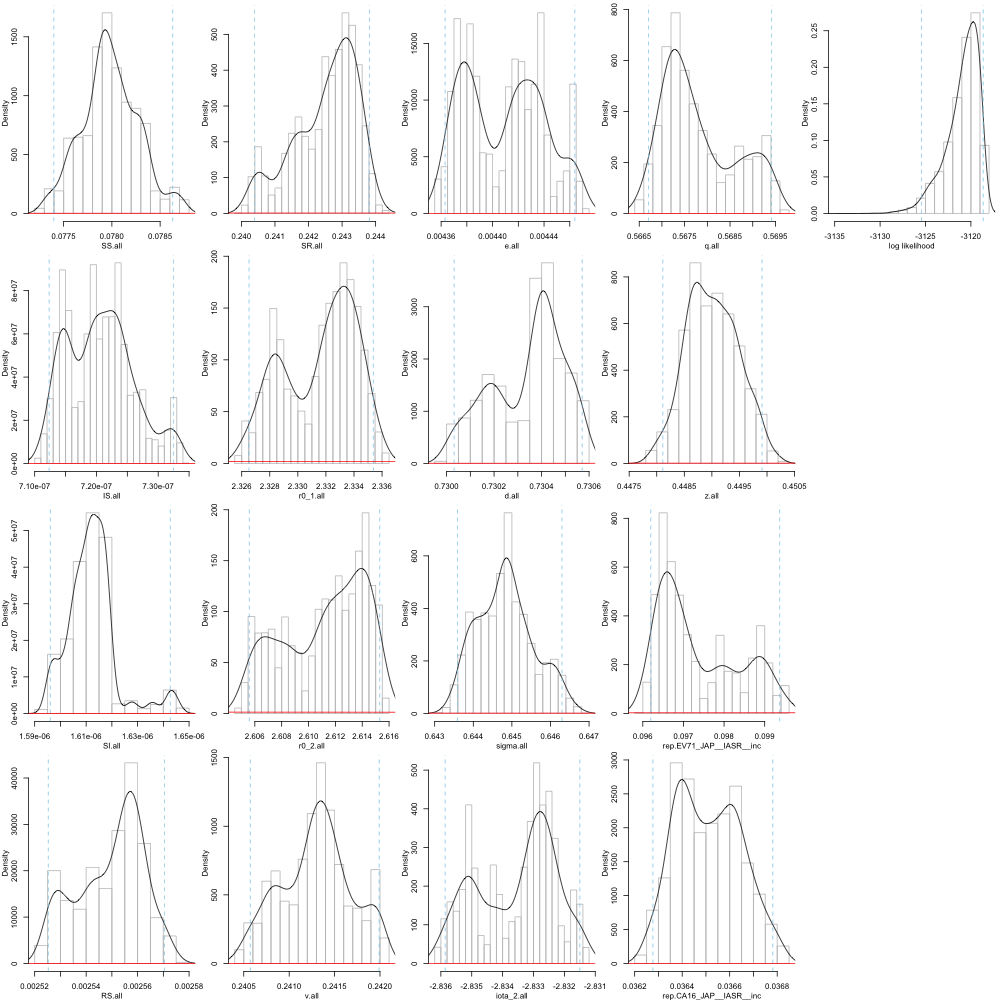 Density
0 500 1000 1500
0.0775 0.0780 0.0785
SS.all
Density
0 100 200 300 400 500
0.240 0.241 0.242 0.243 0.244
SR.all
Density
0 5000 10000 15000
0.00436 0.00440 0.00444
e.all
Density
0 200 400 600 800
0.5665 0.5675 0.5685 0.5695
q.all
Density
0.00 0.05 0.10 0.15 0.20 0.25
-3135 -3130 -3125 -3120
log likelihood
Density
0e+00 2e+07 4e+07 6e+07 8e+07
7.10e-07 7.20e-07 7.30e-07
IS.all
Density
0 50 100 150 200
2.326 2.328 2.330 2.332 2.334 2.336
r0_1.all
Density
0 1000 2000 3000
0.7300 0.7302 0.7304 0.7306
d.all
Density
0 200 400 600 800
0.4475 0.4485 0.4495 0.4505
z.all
Density
0e+00 1e+07 2e+07 3e+07 4e+07 5e+07
1.59e-06 1.61e-06 1.63e-06 1.65e-06
SI.all
Density
0 50 100 150 200
2.606 2.608 2.610 2.612 2.614 2.616
r0_2.all
Density
0 200 400 600
0.643 0.644 0.645 0.646 0.647
sigma.all
Density
0 200 400 600 800
0.096 0.097 0.098 0.099
rep.EV71_JAP__IASR__inc
Density
0 10000 20000 30000 40000
0.00252 0.00254 0.00256 0.00258
RS.all
Density
0 500 1000 1500
0.2405 0.2410 0.2415 0.2420
v.all
Density
0 100 200 300 400 500
-2.836 -2.835 -2.834 -2.833 -2.832 -2.831
iota_2.all
Density
0 500 1000 1500 2000 2500 3000
0.0362 0.0364 0.0366 0.0368
rep.CA16_JAP__IASR__inc